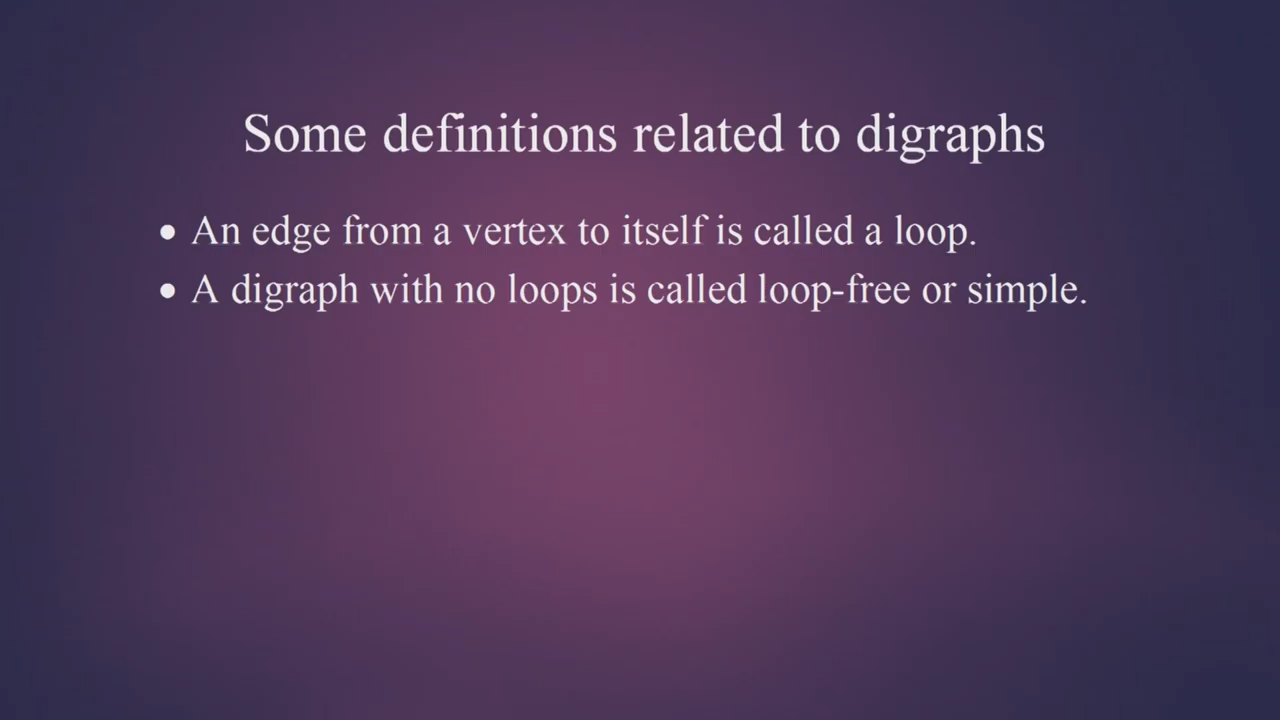 Some definitions related to digraphs
• An edge from a vertex to itself is called a loop.
• A digraph with no loops is called loop-free or simple.